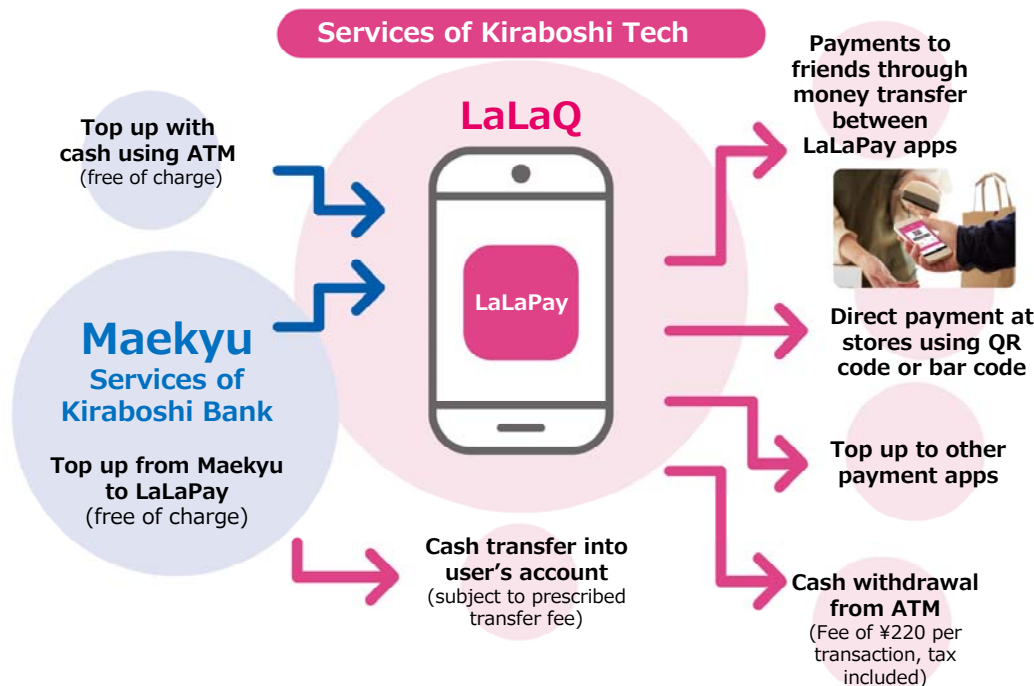 Services of Kiraboshi Tech
Top up with
cash using ATM
(free of charge)
Maekyu
Services of
Kiraboshi Bank
Top up from Maekyu
to LaLaPay
(free of charge)
LaLaQ
LaLaPay
Cash transfer into
user’s account
(subject to prescribed
transfer fee)
Payments to
friends through
money transfer
between
LaLaPay apps
Direct payment at
stores using QR
code or bar code
Top up to other
payment apps
Cash withdrawal
from ATM
(Fee of ¥220 per
transaction, tax
included)